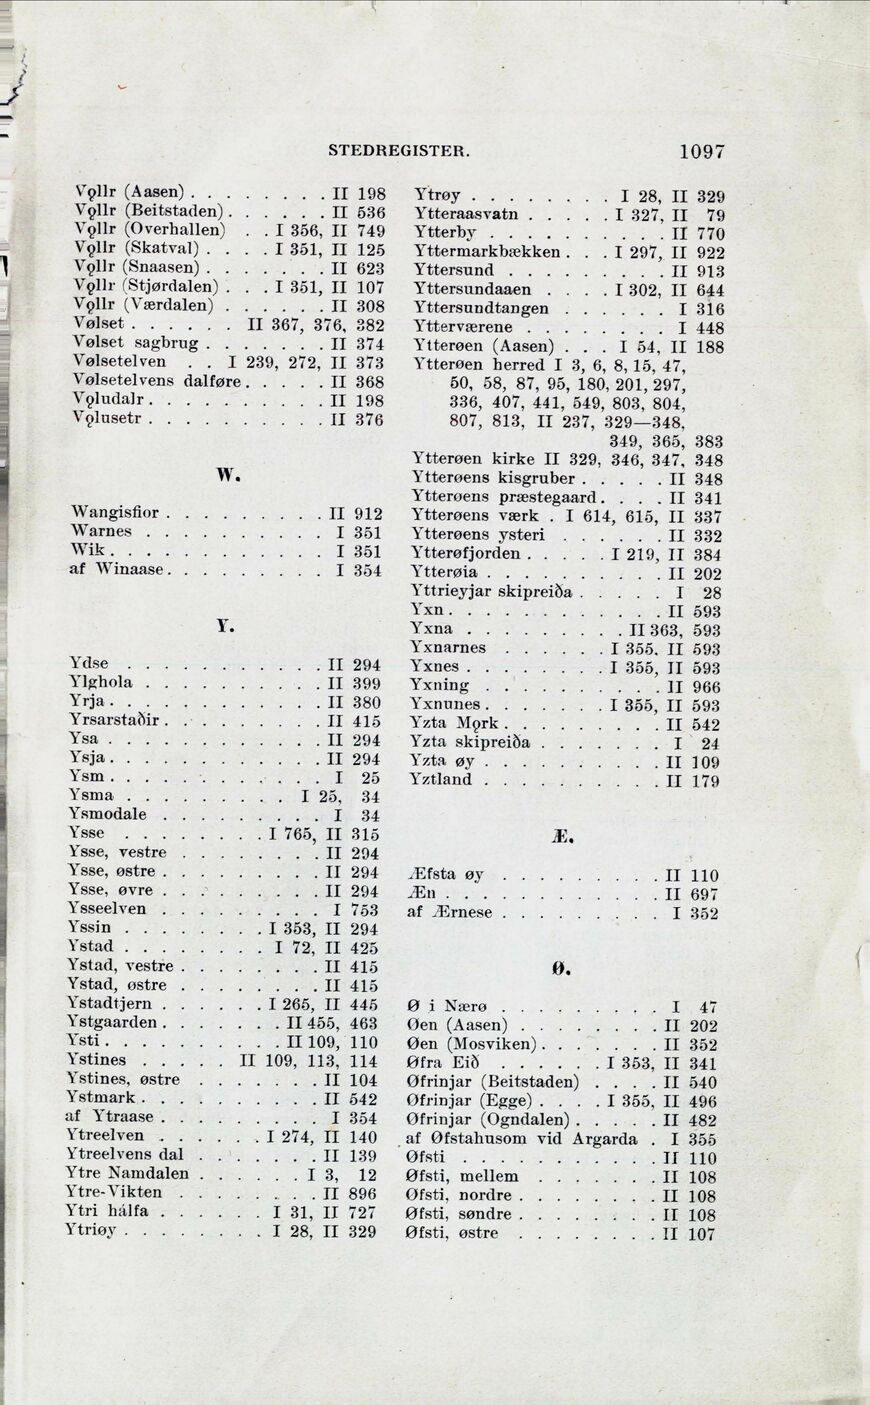 STEDREGISTER. 1097
Vǫllr (Aasen) . . . . . . . . II 198
Vǫllr (Beitstaden) . . . . . . II 536
Vǫllr (Overhallen) . . I 356, II 749
Vǫllr (Skatval) . . . . I 351, II 125
Vǫllr (Snaasen) . . . . . . . II 623
Vǫllr (Stjørdalen) . . . I 351, II 107
Vǫllr (Værdalen) . . . . . . II 308
Vølset . . . . . . II 367, 376, 382
Vølset sagbrug . . . . . . . II 374
Vølsetelven . . I 239, 272, II 373
Vølsetelvens dalføre . . . . . II 368
Vǫludalr . . . . . . . . . . II 198
Vǫlusetr . . . . . . . . . . II 376
W.
Wangisfior . . . . . . . . . II 912
Warnes . . . . . . . . . . I 351
Wik . . . . . . . . . . . . I 351
af Winaase . . . . . . . . . I 354
Y.
Ydse . . . . . . . . . . . II 294
Ylghola . . . . . . . . . . II 399
Yrja . . . . . . . . . . . . II 380
Yrsarstaðir . . . . . . . . . II 415
Ysa . . . . . . . . . . . . II 294
Ysja . . . . . . . . . . . . II 294
Ysm . . . . . . . . . . . . I 25
Ysma . . . . . . . . . I 25, 34
Ysmodale . . . . . . . . . I 34
Ysse . . . . . . . . I 765, II 315
Ysse, vestre . . . . . . . . II 294
Ysse, østre . . . . . . . . . II 294
Ysse, øvre . . . . . . . . . II 294
Ysseelven . . . . . . . . . I 753
Yssin . . . . . . . . I 353, II 294
Ystad . . . . . . . . I 72, II 425
Ystad, vestre . . . . . . . . II 415
Ystad, østre . . . . . . . . II 415
Ystadtjern . . . . . . I 265, II 445
Ystgaarden . . . . . . . II 455, 463
Ysti . . . . . . . . . . II 109, 110
Ystines . . . . . II 109, 113, 114
Ystines, østre . . . . . . . II 104
Ystmark . . . . . . . . . . II 542
af Ytraase . . . . . . . . . I 354
Ytreelven . . . . . . I 274, II 140
Ytreelvens dal . . . . . . . II 139
Ytre Namdalen . . . . . . I 3, 12
Ytre-Vikten . . . . . . . . II 896
Ytri hálfa . . . . . . I 31, II 727
Ytriøy . . . . . . . . I 28, II 329
Ytrøy . . . . . . . . I 28, II 329
Ytteraasvatn . . . . . I 327, II 79
Ytterby . . . . . . . . . . II 770
Yttermarkbækken . . . I 297, II 922
Yttersund . . . . . . . . . II 913
Yttersundaaen . . . . I 302, II 644
Yttersundtangen . . . . . . I 316
Ytterværene . . . . . . . . I 448
Ytterøen (Aasen) . . . I 54, II 188
Ytterøen herred I 3, 6, 8, 15, 47,
50, 58, 87, 95, 180, 201, 297,
336, 407, 441, 549, 803, 804,
807, 813, II 237, 329—348,
349, 365, 383
Ytterøen kirke II 329, 346, 347, 348
Ytterøens kisgruber . . . . . II 348
Ytterøens præstegaard . . . . II 341
Ytterøens værk . I 614, 615, II 337
Ytterøens ysteri . . . . . . II 332
Ytterøfjorden . . . . . I 219, II 384
Ytterøia . . . . . . . . . . II 202
Yttrieyjar skipreiða . . . . . I 28
Yxn . . . . . . . . . . . . II 593
Yxna . . . . . . . . . II 363, 593
Yxnarnes . . . . . . I 355, II 593
Yxnes . . . . . . . . I 355, II 593
Yxning . . . . . . . . . . II 966
Yxnunes . . . . . . . I 355, II 593
Yzta Mǫrk . . . . . . . . . II 542
Yzta skipreiða . . . . . . . I 24
Yzta øy . . . . . . . . . . II 109
Yztland . . . . . . . . . . II 179
Æ.
Æfsta øy . . . . . . . . . II 110
Æn . . . . . . . . . . . . II 697
af Ærnese . . . . . . . . . I 352
Ø.
Ø i Nærø . . . . . . . . . I 47
Øen (Aasen) . . . . . . . . II 202
Øen (Mosviken) . . . . . . . II 352
Øfra Eið . . . . . . I 353, II 341
Øfrinjar (Beitstaden) . . . . II 540
Øfrinjar (Egge) . . . . I 355, II 496
Øfrinjar (Ogndalen) . . . . . II 482
af Øfstahusom vid Argarda . I 355
Øfsti . . . . . . . . . . . II 110
Øfsti, mellem . . . . . . . II 108
Øfsti, nordre . . . . . . . . II 108
Øfsti, søndre . . . . . . . . II 108
Øfsti, østre . . . . . . . . II 107